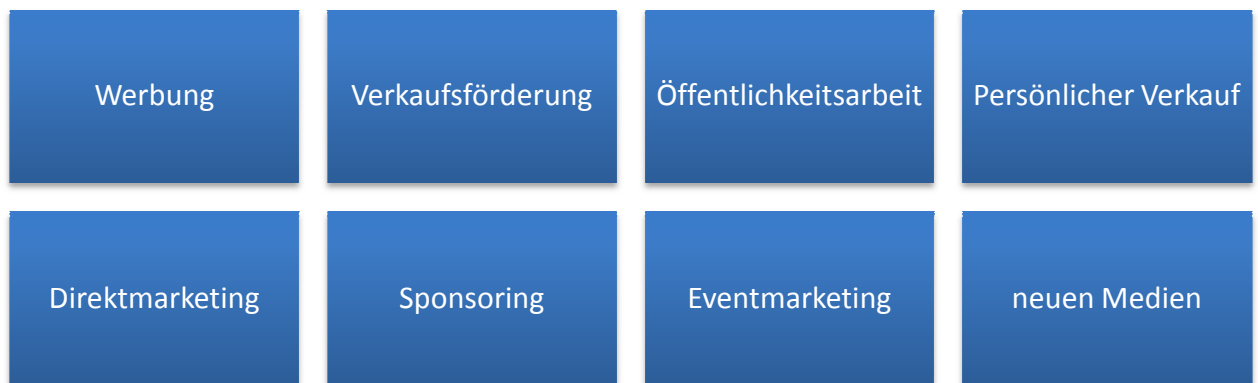 Werbung
Verkaufsförderung
Öffentlichkeitsarbeit
Persönlicher Verkauf
Direktmarketing
Sponsoring
Eventmarketing
neuen Medien